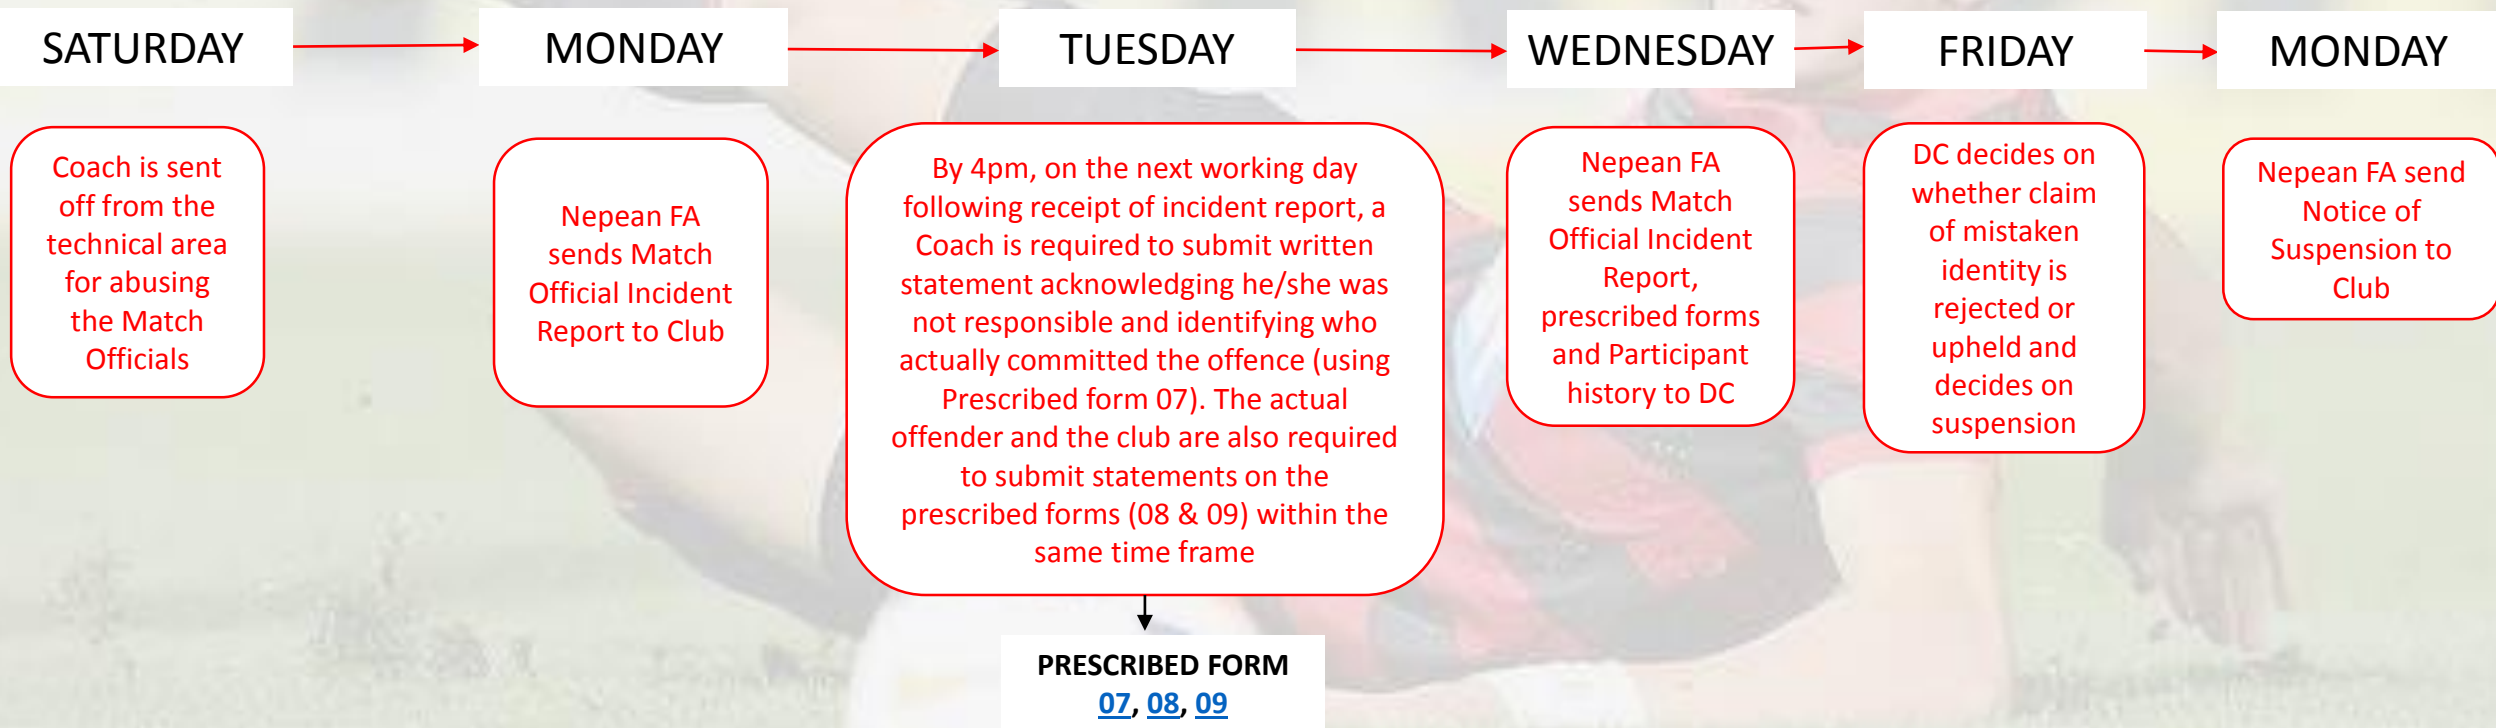 SATURDAY
MONDAY
TUESDAY
WEDNESDAY
FRIDAY
MONDAY
Coach is sent
off from the
technical area
for abusing
the Match
Officials
Nepean FA
sends Match
Official Incident
Report to Club
By 4pm, on the next working day
following receipt of incident report, a
Coach is required to submit written
statement acknowledging he/she was
not responsible and identifying who
actually committed the offence (using
Prescribed form 07). The actual
offender and the club are also required
to submit statements on the
prescribed forms (08 & 09) within the
same time frame
PRESCRIBED FORM
07, 08, 09
Nepean FA
sends Match
Official Incident
Report,
prescribed forms
and Participant
history to DC
DC decides on
whether claim
of mistaken
identity is
rejected or
upheld and
decides on
suspension
Nepean FA send
Notice of
Suspension to
Club